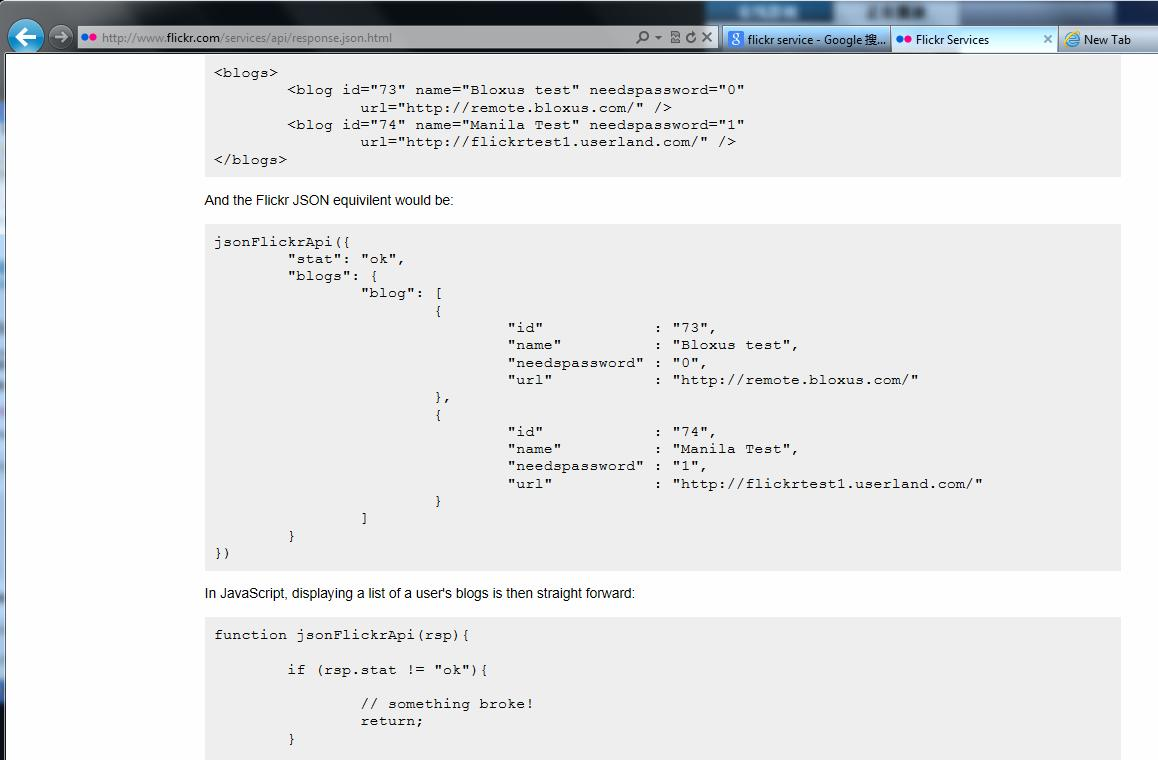 http://www.flickr.com/services/api/response.json.html
flickr service - Google 搜...
Flickr Services
New Tab
<blogs>
<blog id="73" name="Bloxus test" needspassword="0"
url="http://remote.bloxus.com/" />
<blog id="74" name="Manila Test" needspassword="1"
url="http://flickrtest1.userland.com/" />
</blogs>
And the Flickr JSON equivilent would be:
jsonFlickrApi({
"stat": "ok",
"blogs": {
"blog": [
{
"id" : "73",
"name" : "Bloxus test",
"needspassword" : "0",
"url" : "http://remote.bloxus.com/"
},
{
"id" : "74",
"name" : "Manila Test",
"needspassword" : "1",
"url" : "http://flickrtest1.userland.com/"
}
]
}
})
In JavaScript, displaying a list of a user's blogs is then straight forward:
function jsonFlickrApi(rsp){
if (rsp.stat != "ok"){
// something broke!
return;
}